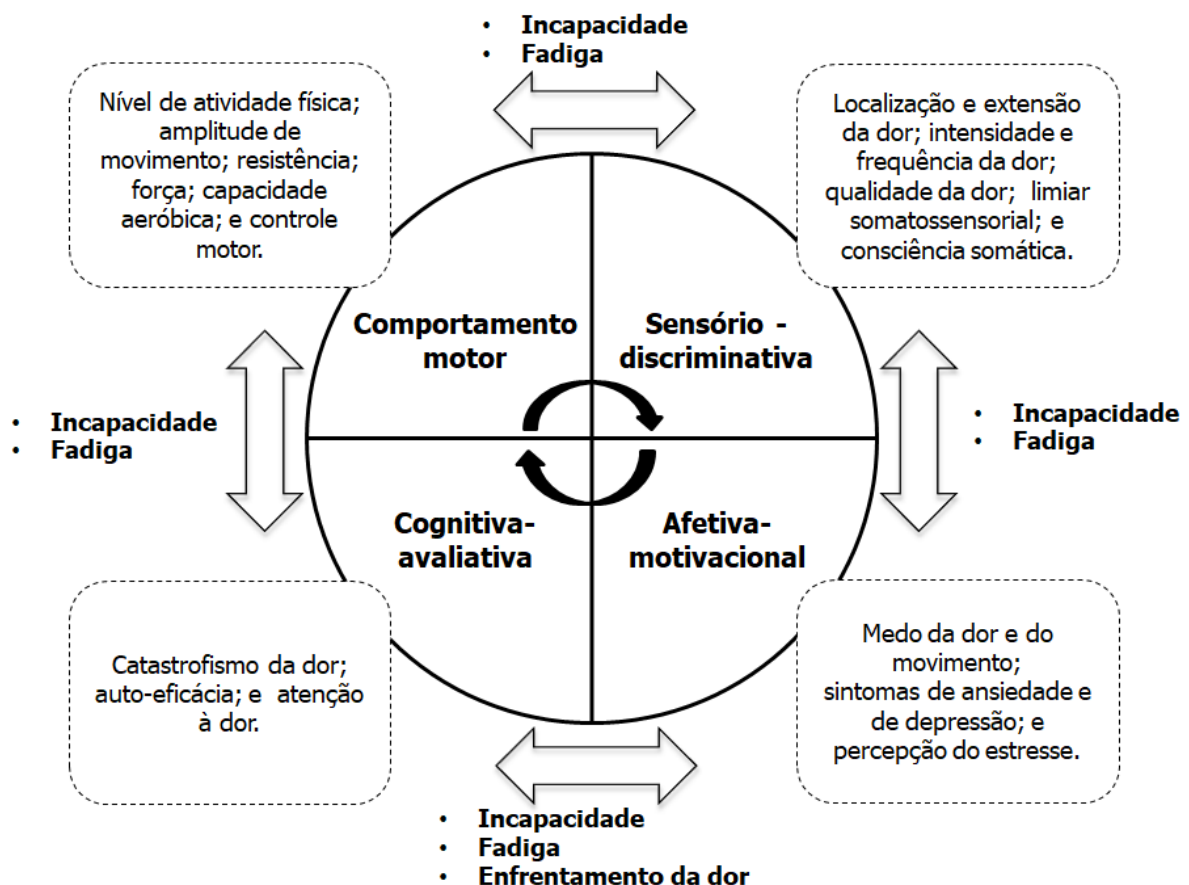 • Incapacidade
• Fadiga
Nível de atividade física;
amplitude de
movimento; resistência;
força; capacidade
aeróbica; e controle
motor.
Localização e extensão
da dor; intensidade e
frequência da dor;
qualidade da dor; limiar
somatossensorial; e
consciência somática.
Comportamento
motor
Sensório -
discriminativa
• Incapacidade
• Fadiga
• Incapacidade
• Fadiga
Cognitiva-
avaliativa
Afetiva-
motivacional
Catastrofismo da dor;
auto-eficácia; e atenção
à dor.
Medo da dor e do
movimento;
sintomas de ansiedade e
de depressão; e
percepção do estresse.
• Incapacidade
• Fadiga
• Enfrentamento da dor